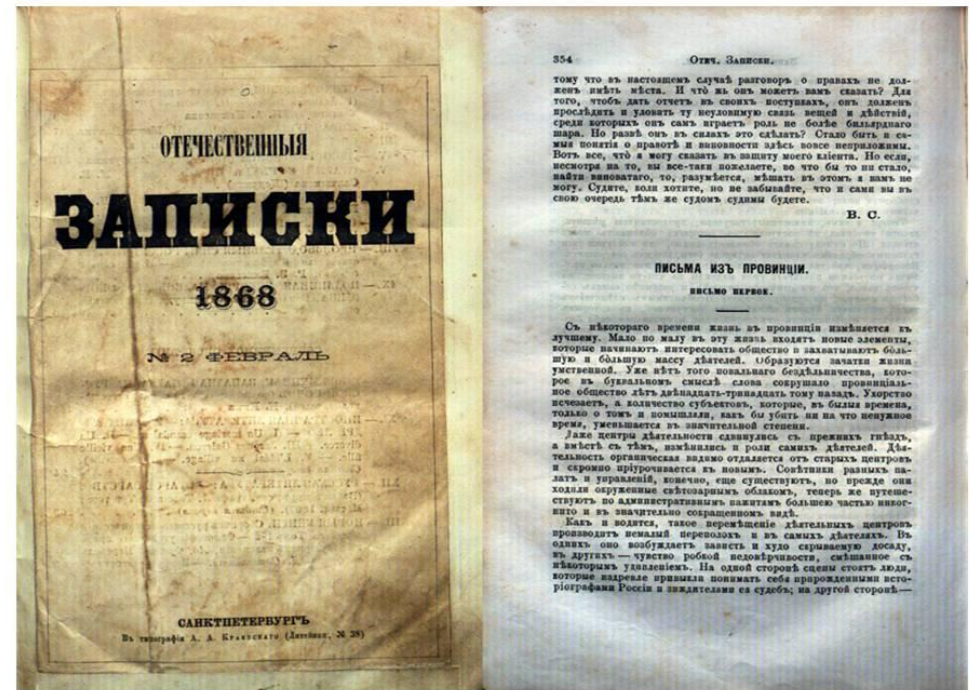 ОТЕЧЕСТВЕННЫЯ
ЗАПИСКИ
1868
№ 2 ФЕВРАЛЬ
САНКТПЕТЕРБУРГЪ
Въ типографіи А. А. Краевскаго (Литейная, № 38)
354
Отеч. Записки.
тому что въ настоящемъ случаѣ разговоръ о правахъ не дол-
женъ имѣть мѣста. И чтò жь онъ можетъ вамъ сказать? Для
того, чтобъ дать отчетъ въ своихъ поступкахъ, онъ долженъ
прослѣдить и уловить ту неуловимую связь вещей и дѣйствій,
среди которыхъ онъ самъ играетъ роль не болѣе бильярднаго
шара. Но развѣ онъ въ силахъ это сдѣлать? Стало быть и са-
мыя понятія о правотѣ и виновности здѣсь вовсе неприложимы.
Вотъ все, чтò я могу сказать въ защиту моего кліента. Но если,
несмотря на то, вы все-таки пожелаете, во что бы то ни стало,
найти виноватаго, то, разумѣется, мѣшать въ этомъ я вамъ не
могу. Судите, коли хотите, но не забывайте, что и сами вы въ
свою очередь тѣмъ же судомъ судимы будете.
В. С.
ПИСЬМА ИЗЪ ПРОВИНЦІИ.
ПИСЬМО ПЕРВОЕ.
Съ нѣкотораго времени жизнь въ провинціи измѣняется къ
лучшему. Мало по малу въ эту жизнь входятъ новые элементы,
которые начинаютъ интересовать общество и захватываютъ бòль-
шую и бòльшую массу дѣятелей. Образуются зачатки жизни
умственной. Уже нѣтъ того повальнаго бездѣльничества, кото-
рое въ буквальномъ смыслѣ слова сокрушало провинціаль-
ное общество лѣтъ двѣнадцать-тринадцать тому назадъ. Ухорство
исчезаетъ, а количество субъектовъ, которые, въ былыя времена,
только о томъ и помышляли, какъ бы убить ни на что ненужное
время, уменьшается въ значительной степени.
Даже центры дѣятельности сдвинулись съ прежнихъ гнѣздъ,
а вмѣстѣ съ тѣмъ, измѣнились и роли самихъ дѣятелей. Дѣя-
тельность органическая видимо отдаляется отъ старыхъ центровъ
и скромно пріурочивается къ новымъ. Совѣтники разныхъ па-
латъ и управленій, конечно, еще существуютъ, но прежде они
ходили окруженные свѣтозарнымъ облакомъ, теперь же путеше-
ствуютъ по административнымъ пажитямъ большею частью инког-
нито и въ значительно сокращенномъ видѣ.
Какъ и водится, такое перемѣщеніе дѣятельныхъ центровъ
производитъ немалый переполохъ и въ самыхъ дѣятеляхъ. Въ
однихъ оно возбуждаетъ зависть и худо скрываемую досаду,
въ другихъ — чувство робкой недовѣрчивости, смѣшанное съ
нѣкоторымъ удивленіемъ. На одной сторонѣ сцены стоятъ люди,
которые издревле привыкли понимать себя прирожденными исто-
ріографами Россіи и зиждителями ея судебъ; на другой сторонѣ—